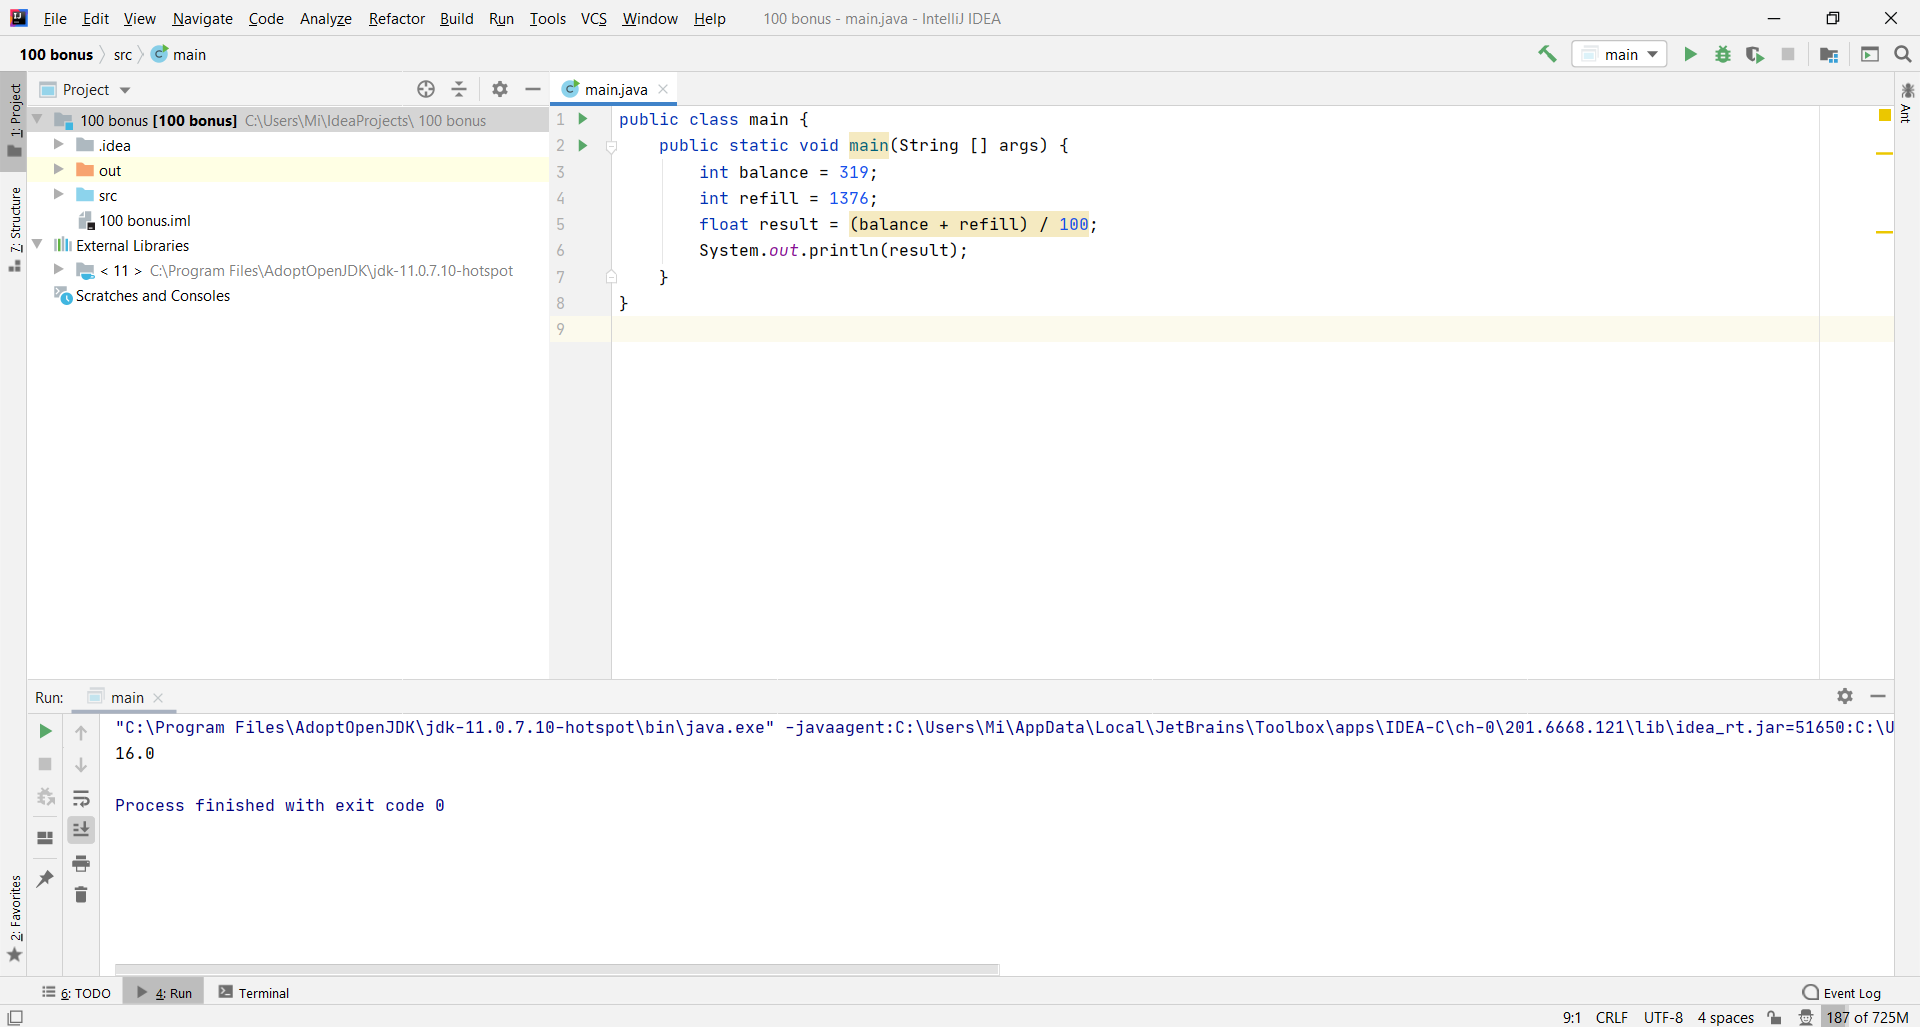 File Edit View Navigate Code Analyze Refactor Build Run Tools VCS Window Help 100 bonus - main.java - IntelliJ IDEA
100 bonus src main main
1: Project
7: Structure
2: Favorites
Project
100 bonus [100 bonus] C:\Users\Mi\IdeaProjects\ 100 bonus
.idea
out
src
100 bonus.iml
External Libraries
< 11 > C:\Program Files\AdoptOpenJDK\jdk-11.0.7.10-hotspot
Scratches and Consoles
main.java
1 public class main {
2 public static void main(String [] args) {
3 int balance = 319;
4 int refill = 1376;
5 float result = (balance + refill) / 100;
6 System.out.println(result);
7 }
8 }
9
Ant
Run: main
"C:\Program Files\AdoptOpenJDK\jdk-11.0.7.10-hotspot\bin\java.exe" -javaagent:C:\Users\Mi\AppData\Local\JetBrains\Toolbox\apps\IDEA-C\ch-0\201.6668.121\lib\idea_rt.jar=51650:C:\U
16.0
Process finished with exit code 0
6: TODO 4: Run Terminal Event Log
9:1 CRLF UTF-8 4 spaces 187 of 725M